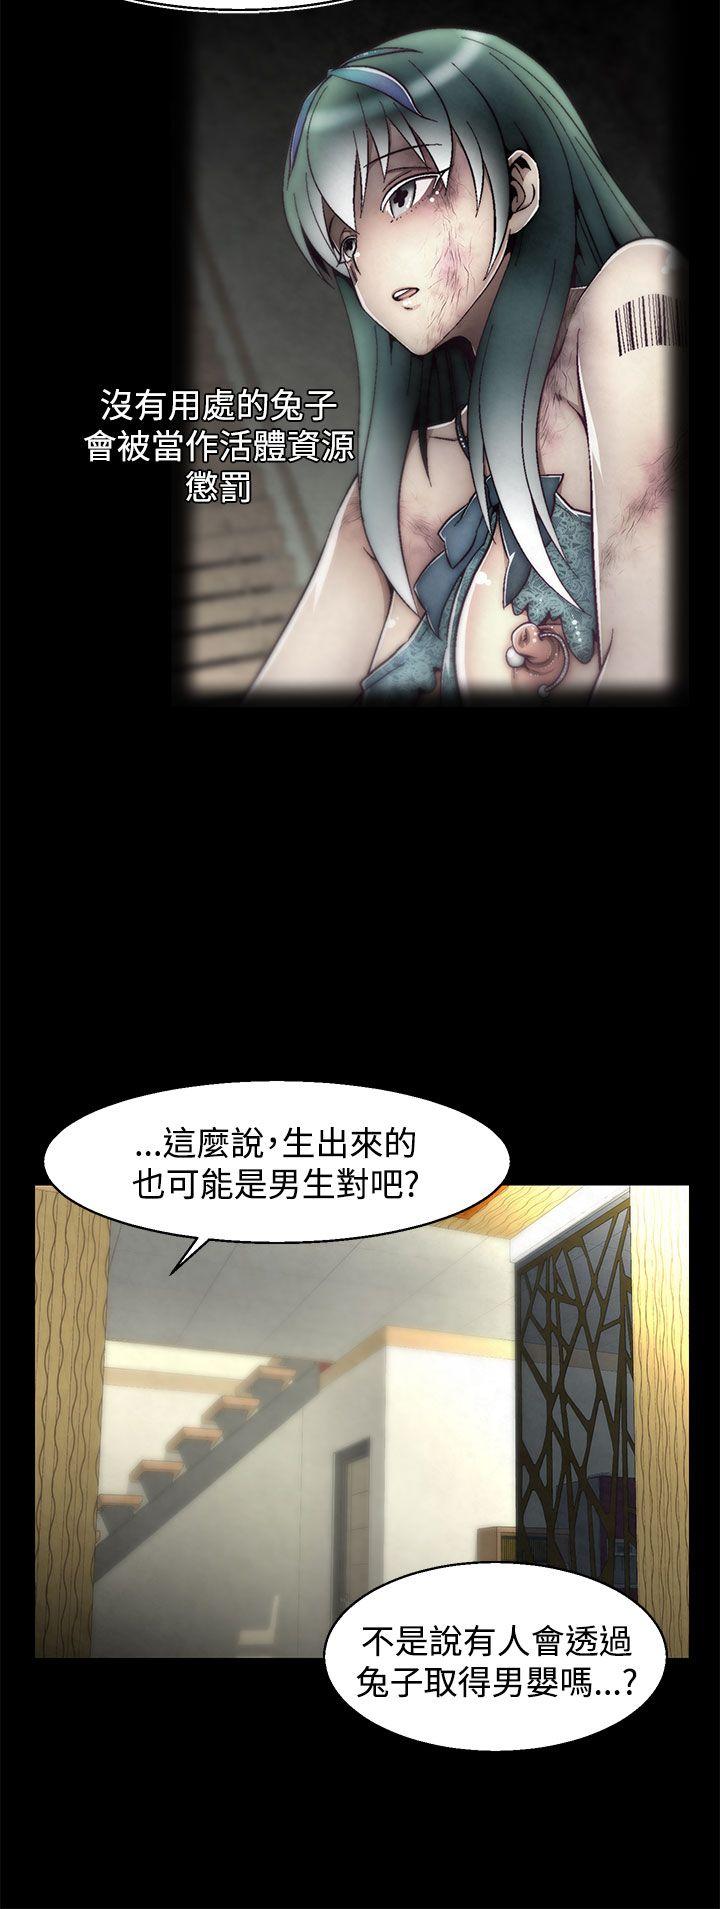 沒有用處的兔子
會被當作活體資源
懲罰
...這麼說,生出來的
也可能是男生對吧?
不是說有人會透過
兔子取得男嬰嗎...?